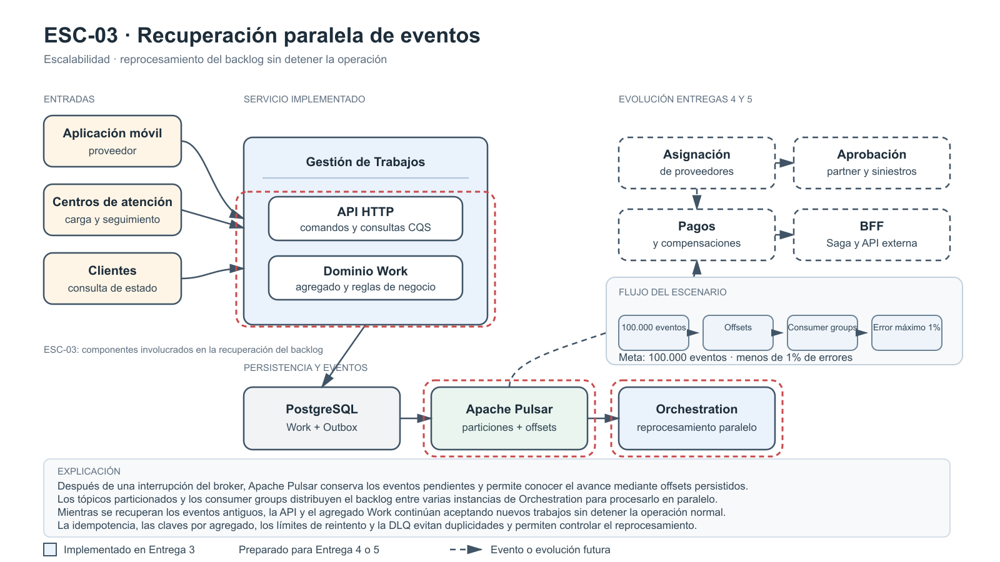 ESC-03 · Recuperación paralela de eventos
Escalabilidad · reprocesamiento del backlog sin detener la operación
ENTRADAS
Aplicación móvil
proveedor
Centros de atención
carga y seguimiento
Clientes
consulta de estado
SERVICIO IMPLEMENTADO
Gestión de Trabajos
API HTTP
comandos y consultas CQS
Dominio Work
agregado y reglas de negocio
EVOLUCIÓN ENTREGAS 4 Y 5
Asignación
de proveedores
Aprobación
partner y siniestros
Pagos
y compensaciones
BFF
Saga y API externa
FLUJO DEL ESCENARIO
100.000 eventos
Offsets
Consumer groups
Error máximo 1%
Meta: 100.000 eventos · menos de 1% de errores
ESC-03: componentes involucrados en la recuperación del backlog
PERSISTENCIA Y EVENTOS
PostgreSQL
Work + Outbox
Apache Pulsar
particiones + offsets
Orchestration
reprocesamiento paralelo
EXPLICACIÓN
Después de una interrupción del broker, Apache Pulsar conserva los eventos pendientes y permite conocer el avance mediante offsets persistidos.
Los tópicos particionados y los consumer groups distribuyen el backlog entre varias instancias de Orchestration para procesarlo en paralelo.
Mientras se recuperan los eventos antiguos, la API y el agregado Work continúan aceptando nuevos trabajos sin detener la operación normal.
La idempotencia, las claves por agregado, los límites de reintento y la DLQ evitan duplicidades y permiten controlar el reprocesamiento.
Implementado en Entrega 3
Preparado para Entrega 4 o 5
Evento o evolución futura